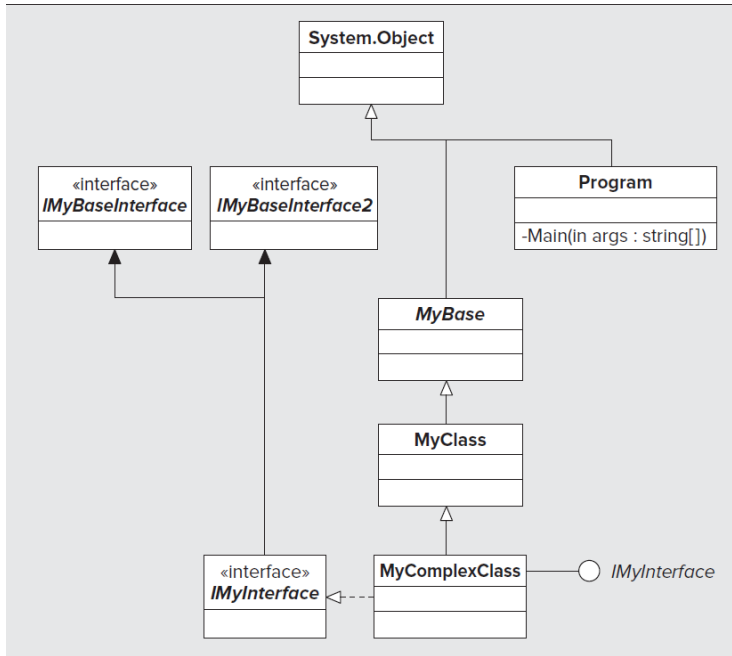 System.Object
«interface»
IMyBaseInterface
«interface»
IMyBaseInterface2
Program
-Main(in args : string[])
MyBase
MyClass
«interface»
IMyInterface
MyComplexClass
IMyInterface